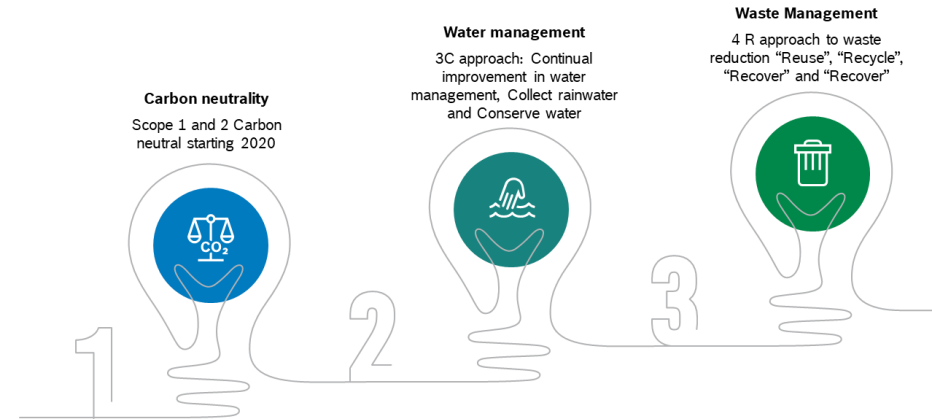 Carbon neutrality
Scope 1 and 2 Carbon
neutral starting 2020
CO₂
1
Water management
3C approach: Continual
improvement in water
management, Collect rainwater
and Conserve water
2
Waste Management
4 R approach to waste
reduction “Reuse”, “Recycle”,
“Recover” and “Recover”
3